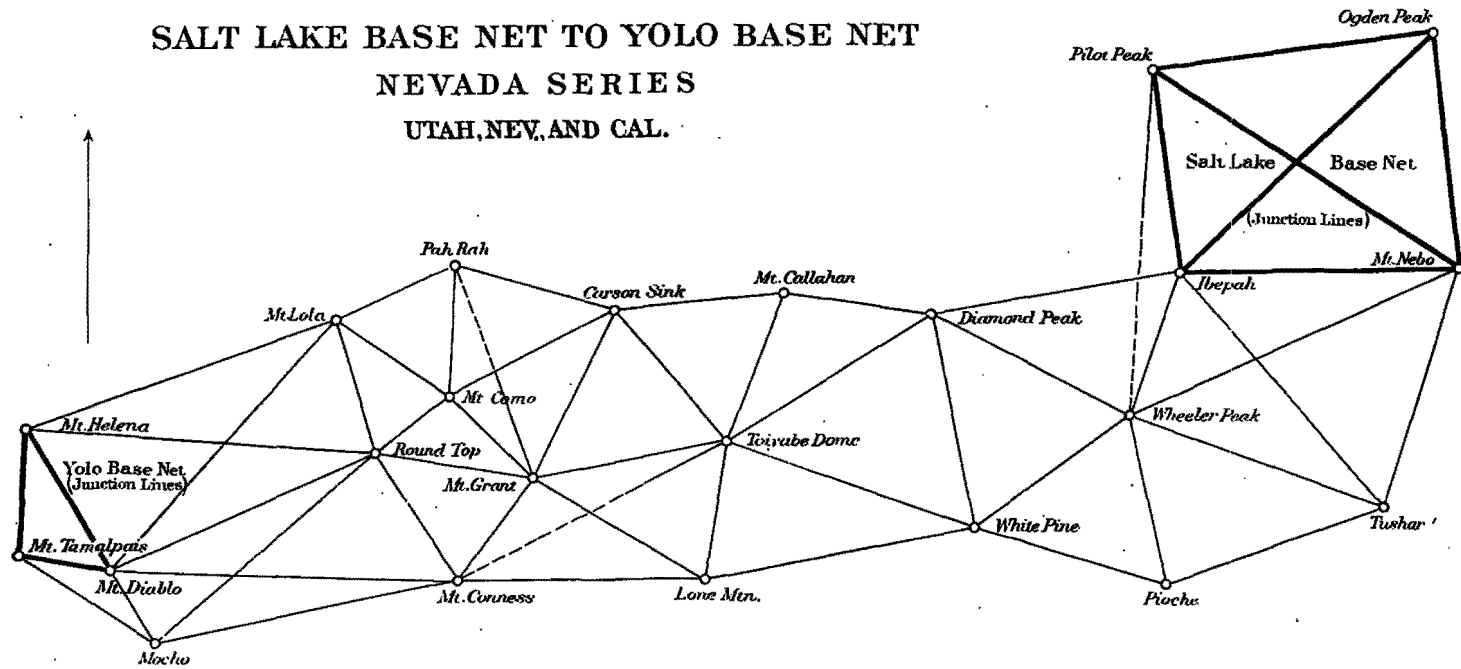 SALT LAKE BASE NET TO YOLO BASE NET
NEVADA SERIES
UTAH, NEV., AND CAL.
Ogden Peak
Pilot Peak
Salt Lake Base Net
(Junction Lines)
Mt. Nebo
Ibepah
Pah Rah
Carson Sink
Mt. Callahan
Mt. Lola
Diamond Peak
Mt Como
Mt. Helena
Wheeler Peak
Round Top
Toiyabe Dome
Yolo Base Net
(Junction Lines)
Mt. Grant
White Pine
Tushar
Mt. Tamalpais
Mt. Diablo
Mt. Conness
Lone Mtn.
Pioche
Mocho